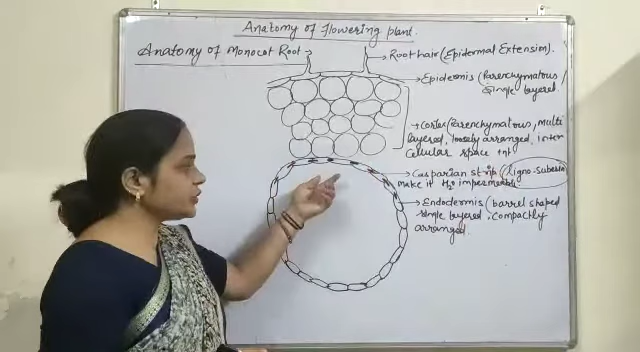 Anatomy of Flowering plant.
Anatomy of Monocot Root →
→ Root hair (Epidermal Extension).
→ Epidermis (Parenchymatous /
Single layered.
→ Cortex (Parenchymatous, multi
layered, loosely arranged, inter
cellular space +nt
→ Casparian strip (ligno-suberin
make it H₂O impermeable.
→ Endodermis (barrel shaped
single layered, compactly
arranged.